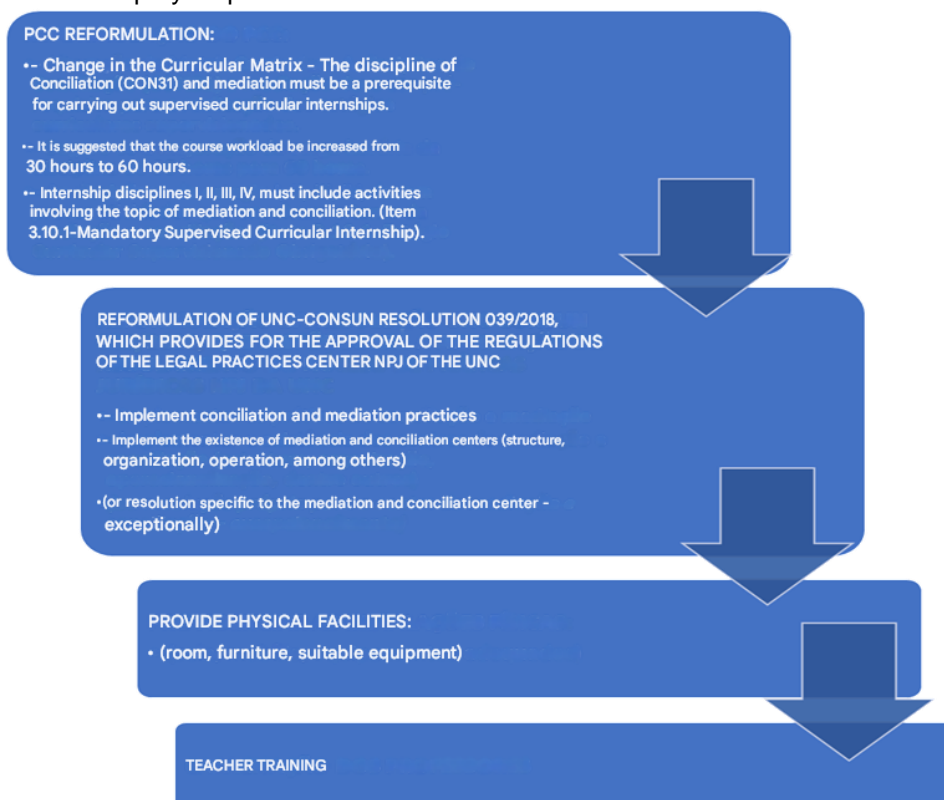 PCC REFORMULATION:
•- Change in the Curricular Matrix - The discipline of
Conciliation (CON31) and mediation must be a prerequisite
for carrying out supervised curricular internships.
•- It is suggested that the course workload be increased from
30 hours to 60 hours.
•- Internship disciplines I, II, III, IV, must include activities
involving the topic of mediation and conciliation. (Item
3.10.1-Mandatory Supervised Curricular Internship).
REFORMULATION OF UNC-CONSUN RESOLUTION 039/2018,
WHICH PROVIDES FOR THE APPROVAL OF THE REGULATIONS
OF THE LEGAL PRACTICES CENTER NPJ OF THE UNC
•- Implement conciliation and mediation practices
•- Implement the existence of mediation and conciliation centers (structure,
organization, operation, among others)
•(or resolution specific to the mediation and conciliation center -
exceptionally)
PROVIDE PHYSICAL FACILITIES:
• (room, furniture, suitable equipment)
TEACHER TRAINING